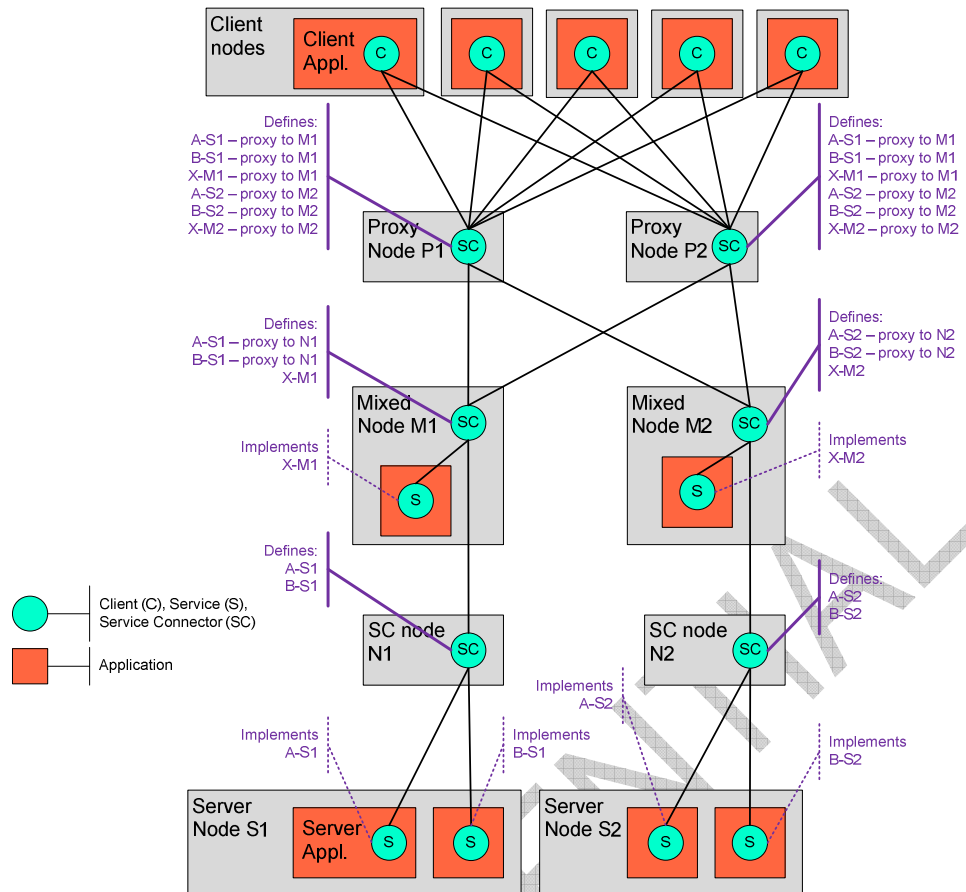 Client
nodes
Client
Appl.
C
C
C
C
C
Defines:
A-S1 – proxy to M1
B-S1 – proxy to M1
X-M1 – proxy to M1
A-S2 – proxy to M2
B-S2 – proxy to M2
X-M2 – proxy to M2
Defines:
A-S1 – proxy to M1
B-S1 – proxy to M1
X-M1 – proxy to M1
A-S2 – proxy to M2
B-S2 – proxy to M2
X-M2 – proxy to M2
Proxy
Node P1
SC
Proxy
Node P2
SC
Defines:
A-S1 – proxy to N1
B-S1 – proxy to N1
X-M1
Defines:
A-S2 – proxy to N2
B-S2 – proxy to N2
X-M2
Mixed
Node M1
SC
Mixed
Node M2
SC
Implements
X-M1
S
S
Implements
X-M2
Defines:
A-S1
B-S1
Defines:
A-S2
B-S2
Client (C), Service (S),
Service Connector (SC)
Application
SC node
N1
SC
SC node
N2
SC
Implements
A-S2
Implements
A-S1
Implements
B-S1
Implements
B-S2
Server
Node S1
Server
Appl.
S
S
Server
Node S2
S
S
ENTIAL